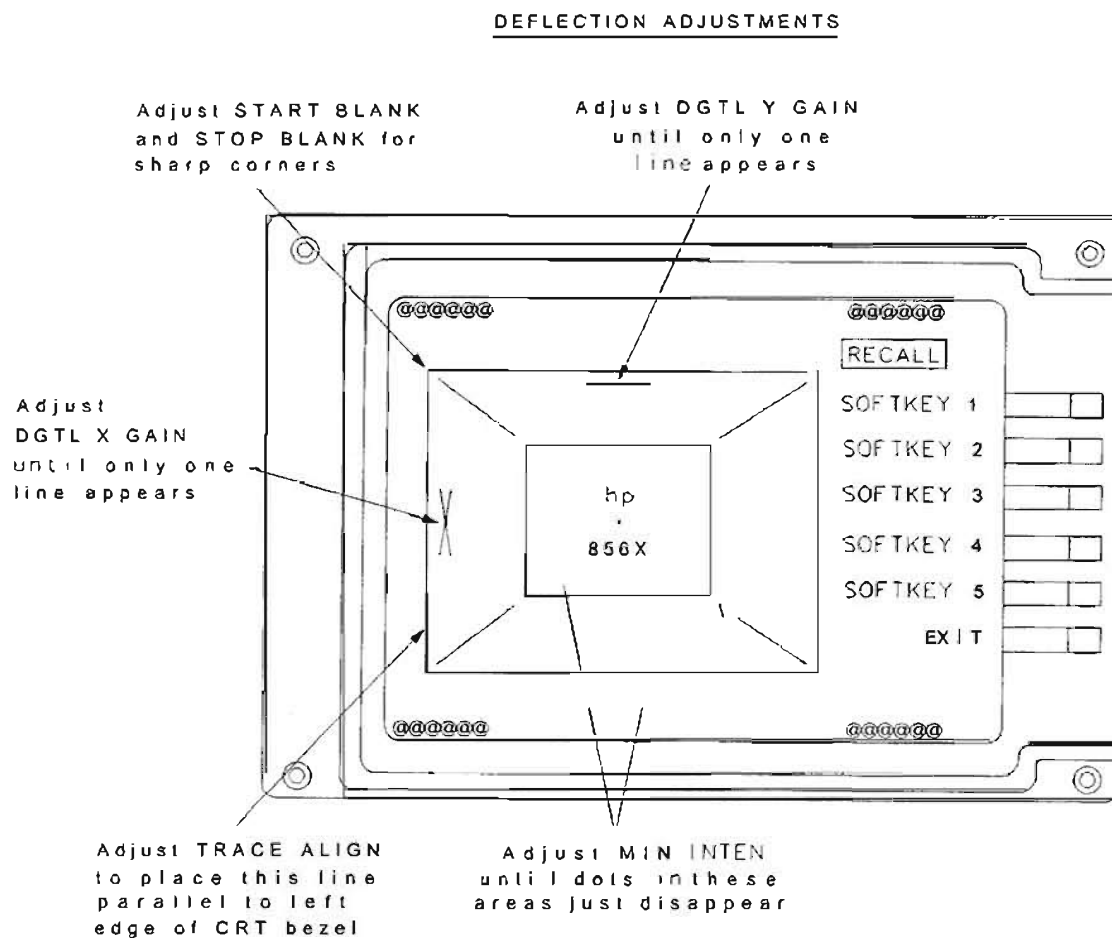 DEFLECTION ADJUSTMENTS
Adjust START BLANK
and STOP BLANK for
sharp corners
Adjust DGTL Y GAIN
until only one
line appears
@@@@@@
@@@@@@
RECALL
SOFTKEY 1
SOFTKEY 2
SOFTKEY 3
SOFTKEY 4
SOFTKEY 5
EXIT
Adjust
DGTL X GAIN
until only one
line appears
hp
856X
@@@@@@
@@@@@@
Adjust TRACE ALIGN
to place this line
parallel to left
edge of CRT bezel
Adjust MIN INTEN
until dots in these
areas just disappear